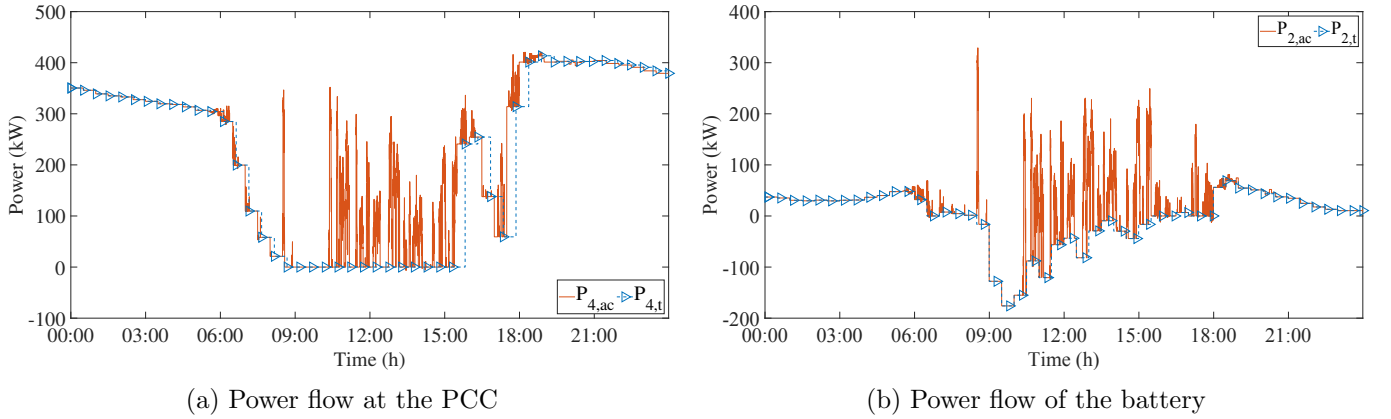 500
400
300
200
100
0
-100
Power (kW)
00:00 03:00 06:00 09:00 12:00 15:00 18:00 21:00
Time (h)
P4,ac P4,t
(a) Power flow at the PCC
400
300
200
100
0
-100
-200
Power (kW)
00:00 03:00 06:00 09:00 12:00 15:00 18:00 21:00
Time (h)
P2,ac P2,t
(b) Power flow of the battery